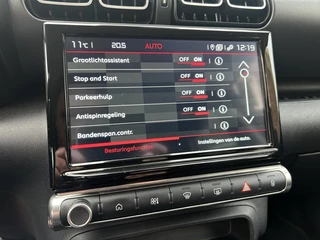 11°C 20.5 AUTO 12:19
Grootlichtassistent OFF ON i
Stop and Start OFF ON i
Parkeerhulp OFF ON i
Antispinregeling OFF ON i
Bandenspan.contr. i
Besturingsfunct Instellingen van de auto.